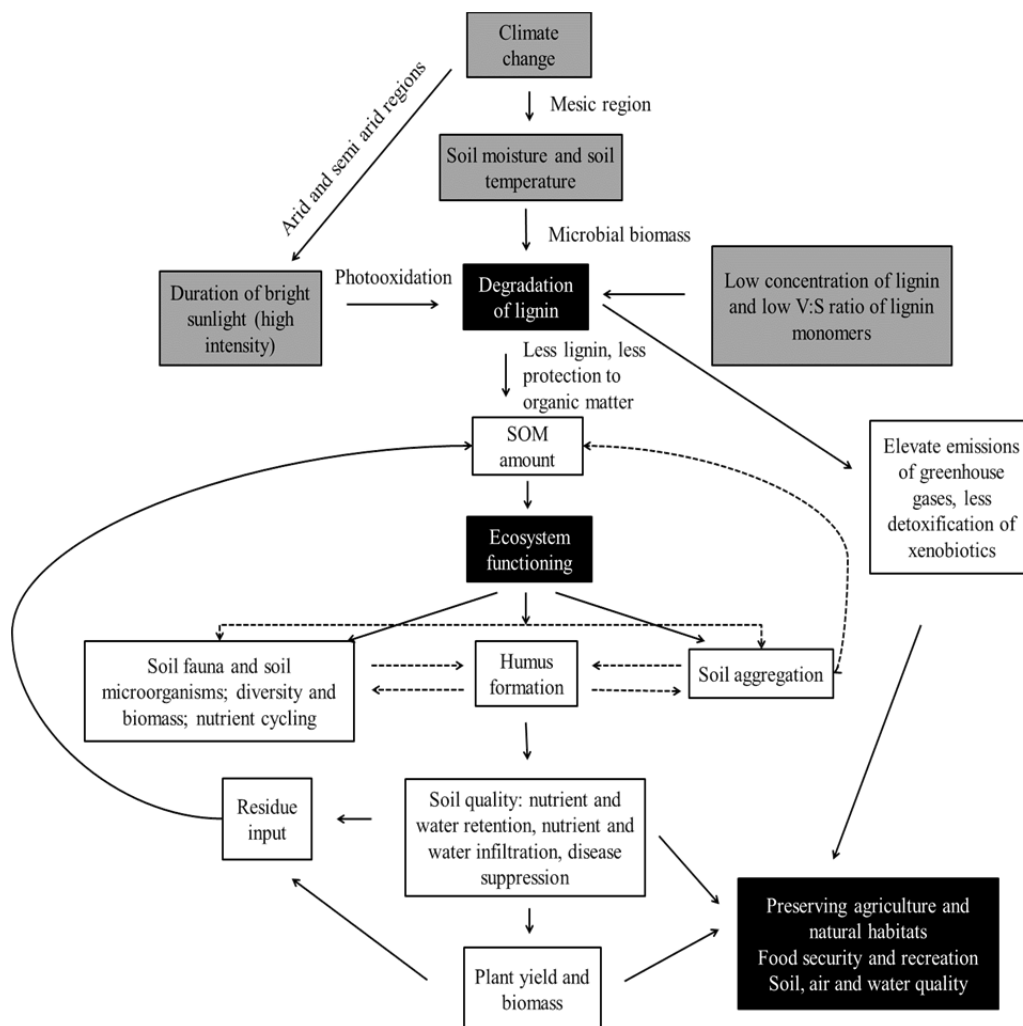 Climate
change
Arid and semi arid regions
Mesic region
Soil moisture and soil
temperature
Microbial biomass
Duration of bright
sunlight (high
intensity)
Photooxidation
Degradation
of lignin
Low concentration of lignin
and low V:S ratio of lignin
monomers
Less lignin, less
protection to
organic matter
SOM
amount
Elevate emissions
of greenhouse
gases, less
detoxification of
xenobiotics
Ecosystem
functioning
Soil fauna and soil
microorganisms; diversity and
biomass; nutrient cycling
Humus
formation
Soil aggregation
Residue
input
Soil quality: nutrient and
water retention, nutrient and
water infiltration, disease
suppression
Preserving agriculture and
natural habitats
Food security and recreation
Soil, air and water quality
Plant yield and
biomass